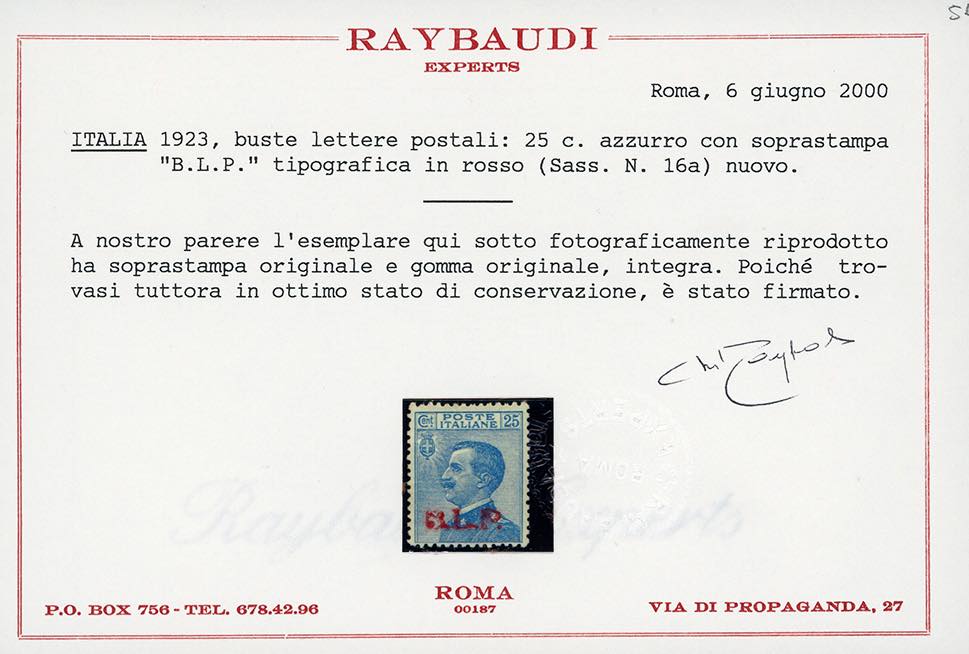 RAYBAUDI
EXPERTS
Roma, 6 giugno 2000
ITALIA 1923, buste lettere postali: 25 c. azzurro con soprastampa
"B.L.P." tipografica in rosso (Sass. N. 16a) nuovo.
A nostro parere l'esemplare qui sotto fotograficamente riprodotto
ha soprastampa originale e gomma originale, integra. Poiché tro-
vasi tuttora in ottimo stato di conservazione, è stato firmato.
Cent POSTE ITALIANE 25
B.L.P.
Raybaudi Experts
ROMA
00187
P.O. BOX 756 - TEL. 678.42.96
VIA DI PROPAGANDA, 27